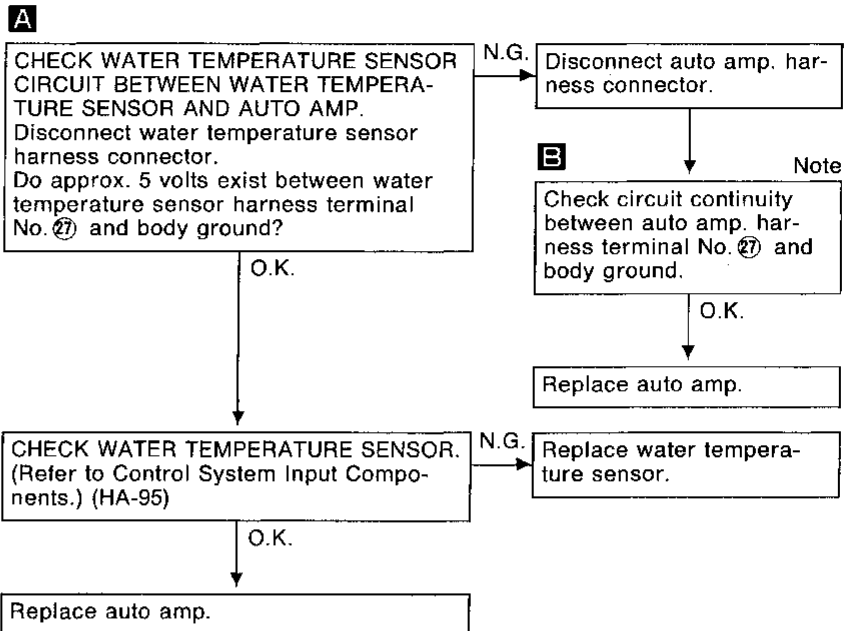 A
CHECK WATER TEMPERATURE SENSOR
CIRCUIT BETWEEN WATER TEMPERA-
TURE SENSOR AND AUTO AMP.
Disconnect water temperature sensor
harness connector.
Do approx. 5 volts exist between water
temperature sensor harness terminal
No. ㉗ and body ground?
N.G.
Disconnect auto amp. har-
ness connector.
B
Note
Check circuit continuity
between auto amp. har-
ness terminal No. ㉗ and
body ground.
O.K.
O.K.
Replace auto amp.
CHECK WATER TEMPERATURE SENSOR.
(Refer to Control System Input Compo-
nents.) (HA-95)
N.G.
Replace water tempera-
ture sensor.
O.K.
Replace auto amp.